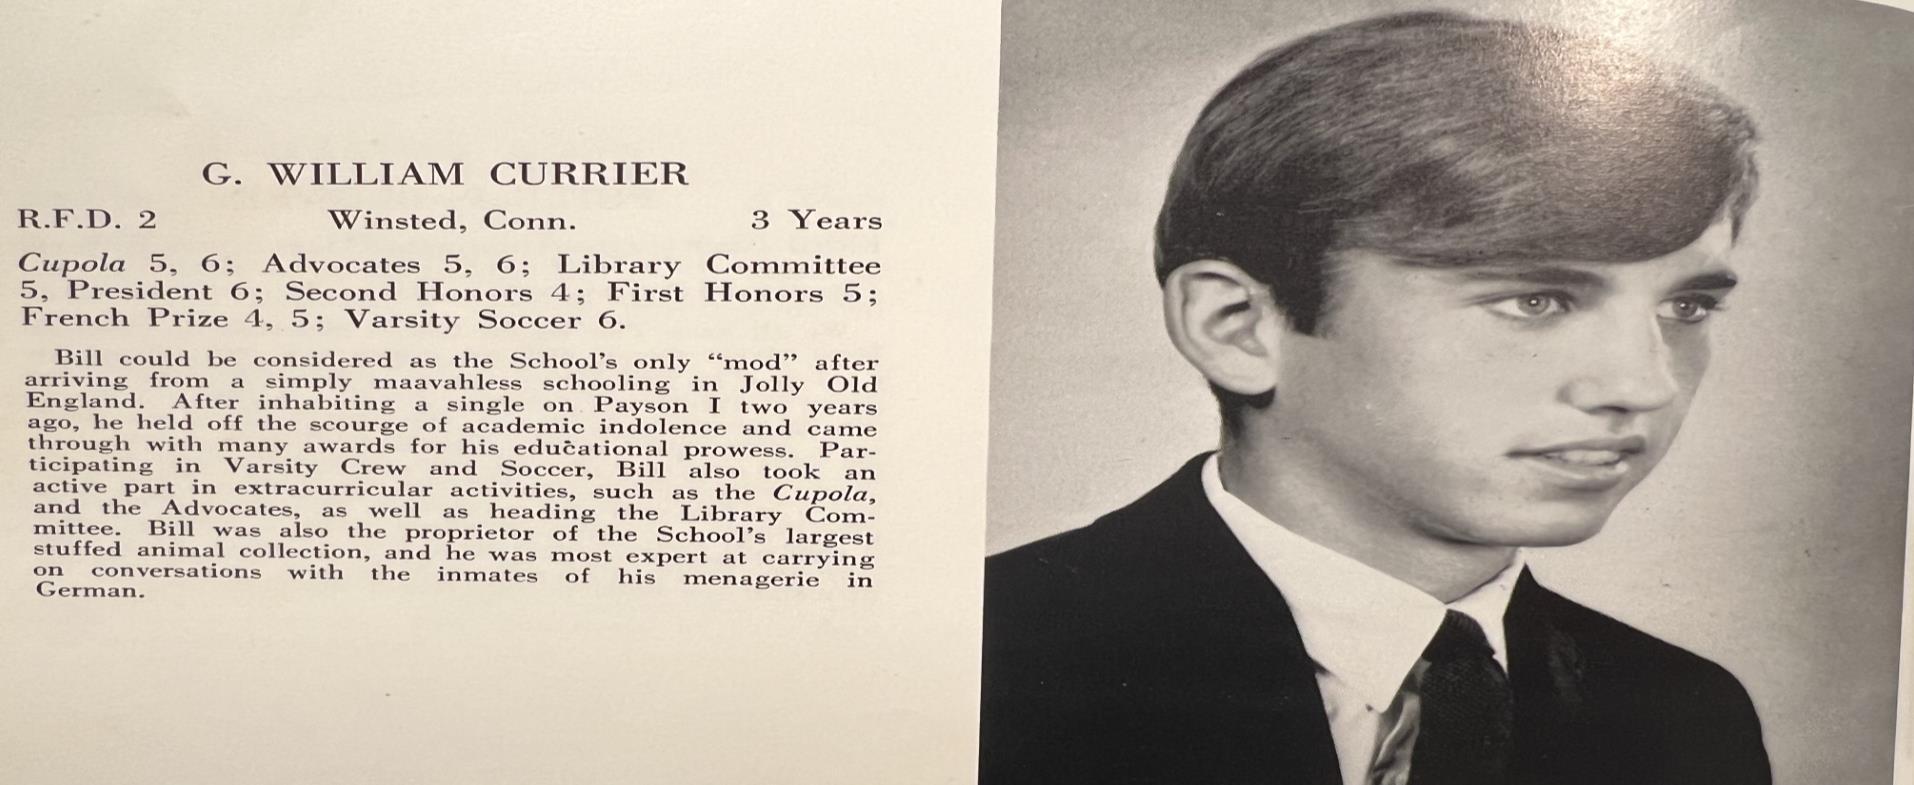 G. WILLIAM CURRIER
R.F.D. 2 Winsted, Conn. 3 Years
Cupola 5, 6; Advocates 5, 6; Library Committee
5, President 6; Second Honors 4; First Honors 5;
French Prize 4, 5; Varsity Soccer 6.
Bill could be considered as the School's only “mod” after
arriving from a simply maavahless schooling in Jolly Old
England. After inhabiting a single on Payson I two years
ago, he held off the scourge of academic indolence and came
through with many awards for his educational prowess. Par-
ticipating in Varsity Crew and Soccer, Bill also took an
active part in extracurricular activities, such as the Cupola,
and the Advocates, as well as heading the Library Com-
mittee. Bill was also the proprietor of the School's largest
stuffed animal collection, and he was most expert at carrying
on conversations with the inmates of his menagerie in
German.